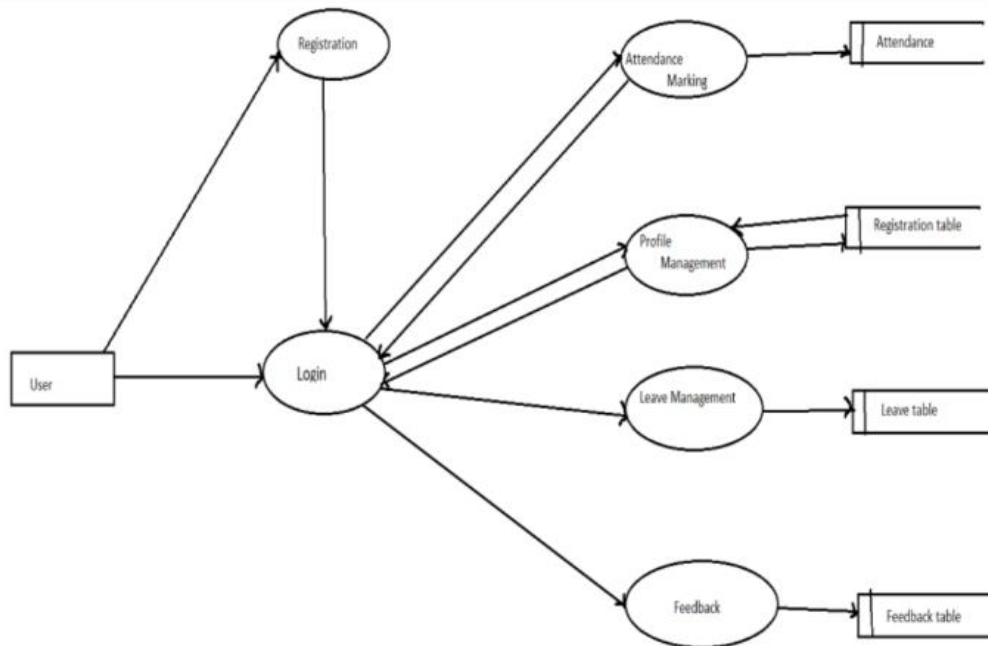 Registration
Attendance
Marking
Attendance
Profile
Management
Registration table
User
Login
Leave Management
Leave table
Feedback
Feedback table